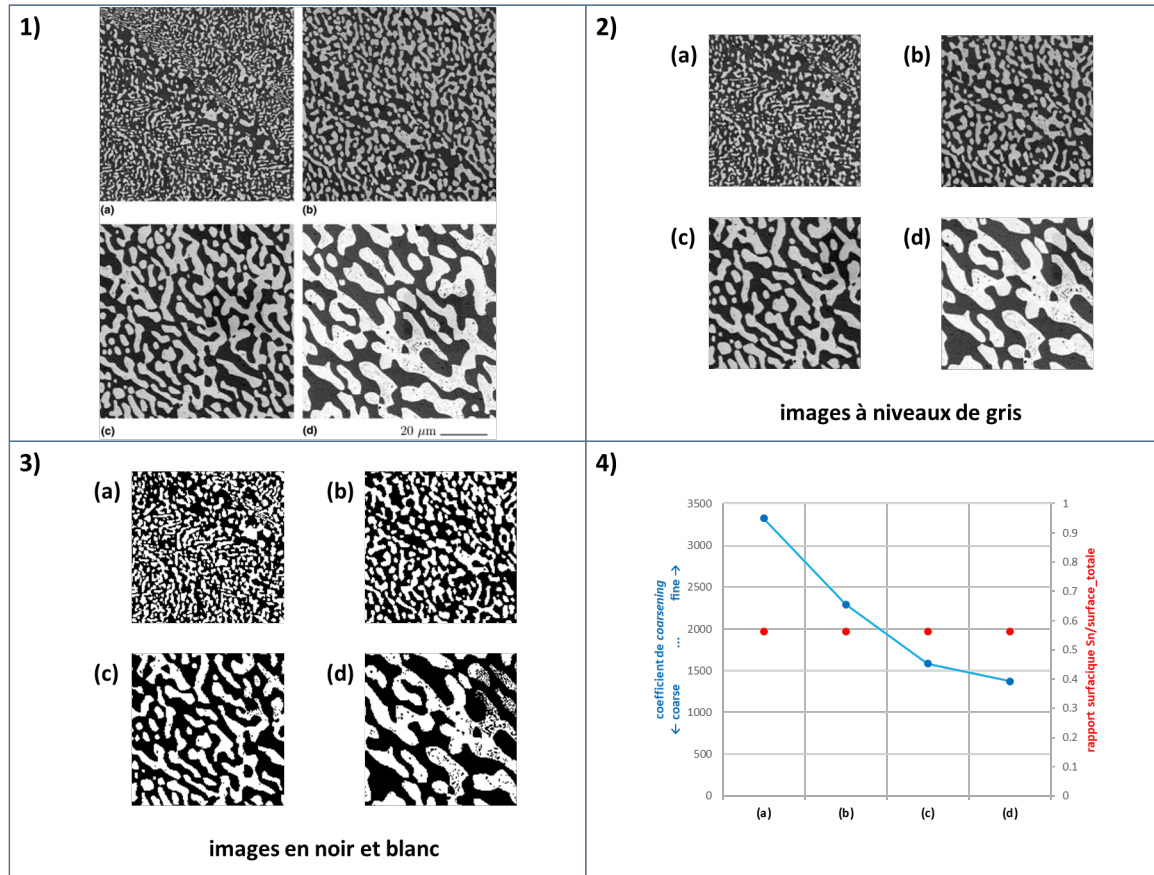 1)
(a)
(b)
(c)
(d)
20 μm
2)
(a)
(b)
(c)
(d)
images à niveaux de gris
3)
(a)
(b)
(c)
(d)
images en noir et blanc
4)
3500
3000
2500
2000
1500
1000
500
0
1
0.9
0.8
0.7
0.6
0.5
0.4
0.3
0.2
0.1
0
(a)
(b)
(c)
(d)
coefficient de coarsening
← coarse ... fine →
rapport surfacique Sn/surface_totale